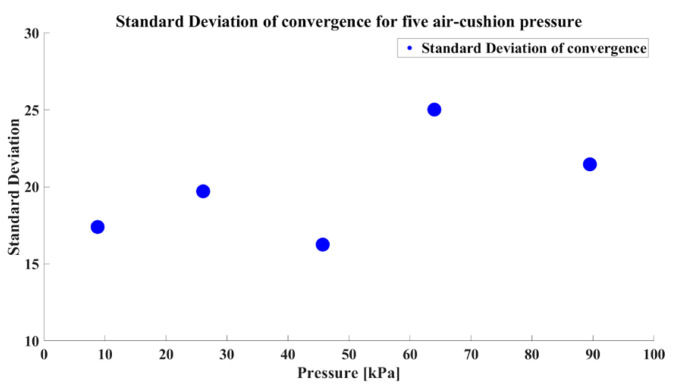 Standard Deviation of convergence for five air-cushion pressure
30
Standard Deviation of convergence
25
20
15
10
Standard Deviation
0 10 20 30 40 50 60 70 80 90 100
Pressure [kPa]